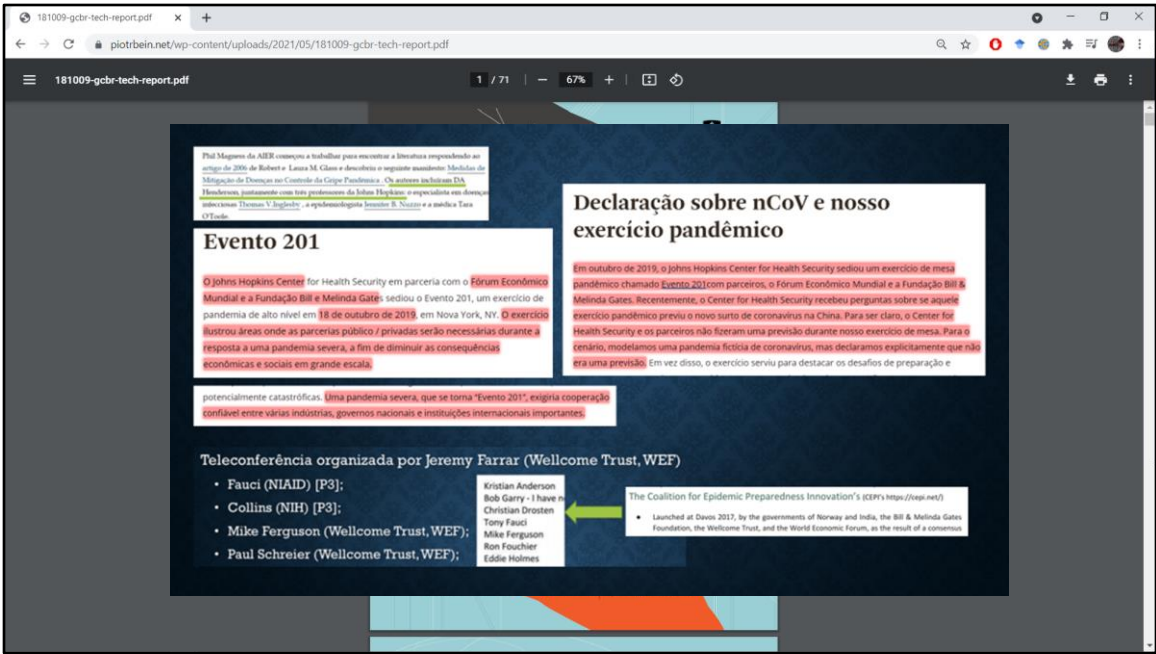 181009-gcbr-tech-report.pdf
piotrbein.net/wp-content/uploads/2021/05/181009-gcbr-tech-report.pdf
181009-gcbr-tech-report.pdf
1 / 71
67%
Phil Magness da AIER começou a trabalhar para encontrar a literatura respondendo ao
artigo de 2006 de Robert e Laura M. Glass e descobriu o seguinte manifesto: Medidas de
Mitigação de Doenças no Controle da Gripe Pandêmica . Os autores incluíram DA
Henderson, juntamente com três professores da Johns Hopkins: o especialista em doenças
infecciosas Thomas V.Inglesby , a epidemiologista Jennifer B. Nuzzo e a médica Tara
O'Toole.
Evento 201
O Johns Hopkins Center for Health Security em parceria com o Fórum Econômico
Mundial e a Fundação Bill e Melinda Gates sediou o Evento 201, um exercício de
pandemia de alto nível em 18 de outubro de 2019, em Nova York, NY. O exercício
ilustrou áreas onde as parcerias público / privadas serão necessárias durante a
resposta a uma pandemia severa, a fim de diminuir as consequências
econômicas e sociais em grande escala.
potencialmente catastróficas. Uma pandemia severa, que se torna "Evento 201", exigiria cooperação
confiável entre várias indústrias, governos nacionais e instituições internacionais importantes.
Declaração sobre nCoV e nosso
exercício pandêmico
Em outubro de 2019, o Johns Hopkins Center for Health Security sediou um exercício de mesa
pandêmico chamado Evento 201com parceiros, o Fórum Econômico Mundial e a Fundação Bill &
Melinda Gates. Recentemente, o Center for Health Security recebeu perguntas sobre se aquele
exercício pandêmico previu o novo surto de coronavírus na China. Para ser claro, o Center for
Health Security e os parceiros não fizeram uma previsão durante nosso exercício de mesa. Para o
cenário, modelamos uma pandemia fictícia de coronavírus, mas declaramos explicitamente que não
era uma previsão. Em vez disso, o exercício serviu para destacar os desafios de preparação e
Teleconferência organizada por Jeremy Farrar (Wellcome Trust, WEF)
• Fauci (NIAID) [P3];
• Collins (NIH) [P3];
• Mike Ferguson (Wellcome Trust, WEF);
• Paul Schreier (Wellcome Trust, WEF);
Kristian Anderson
Bob Garry - I have n
Christian Drosten
Tony Fauci
Mike Ferguson
Ron Fouchier
Eddie Holmes
The Coalition for Epidemic Preparedness Innovation's (CEPI's https://cepi.net/)
• Launched at Davos 2017, by the governments of Norway and India, the Bill & Melinda Gates
Foundation, the Wellcome Trust, and the World Economic Forum, as the result of a consensus